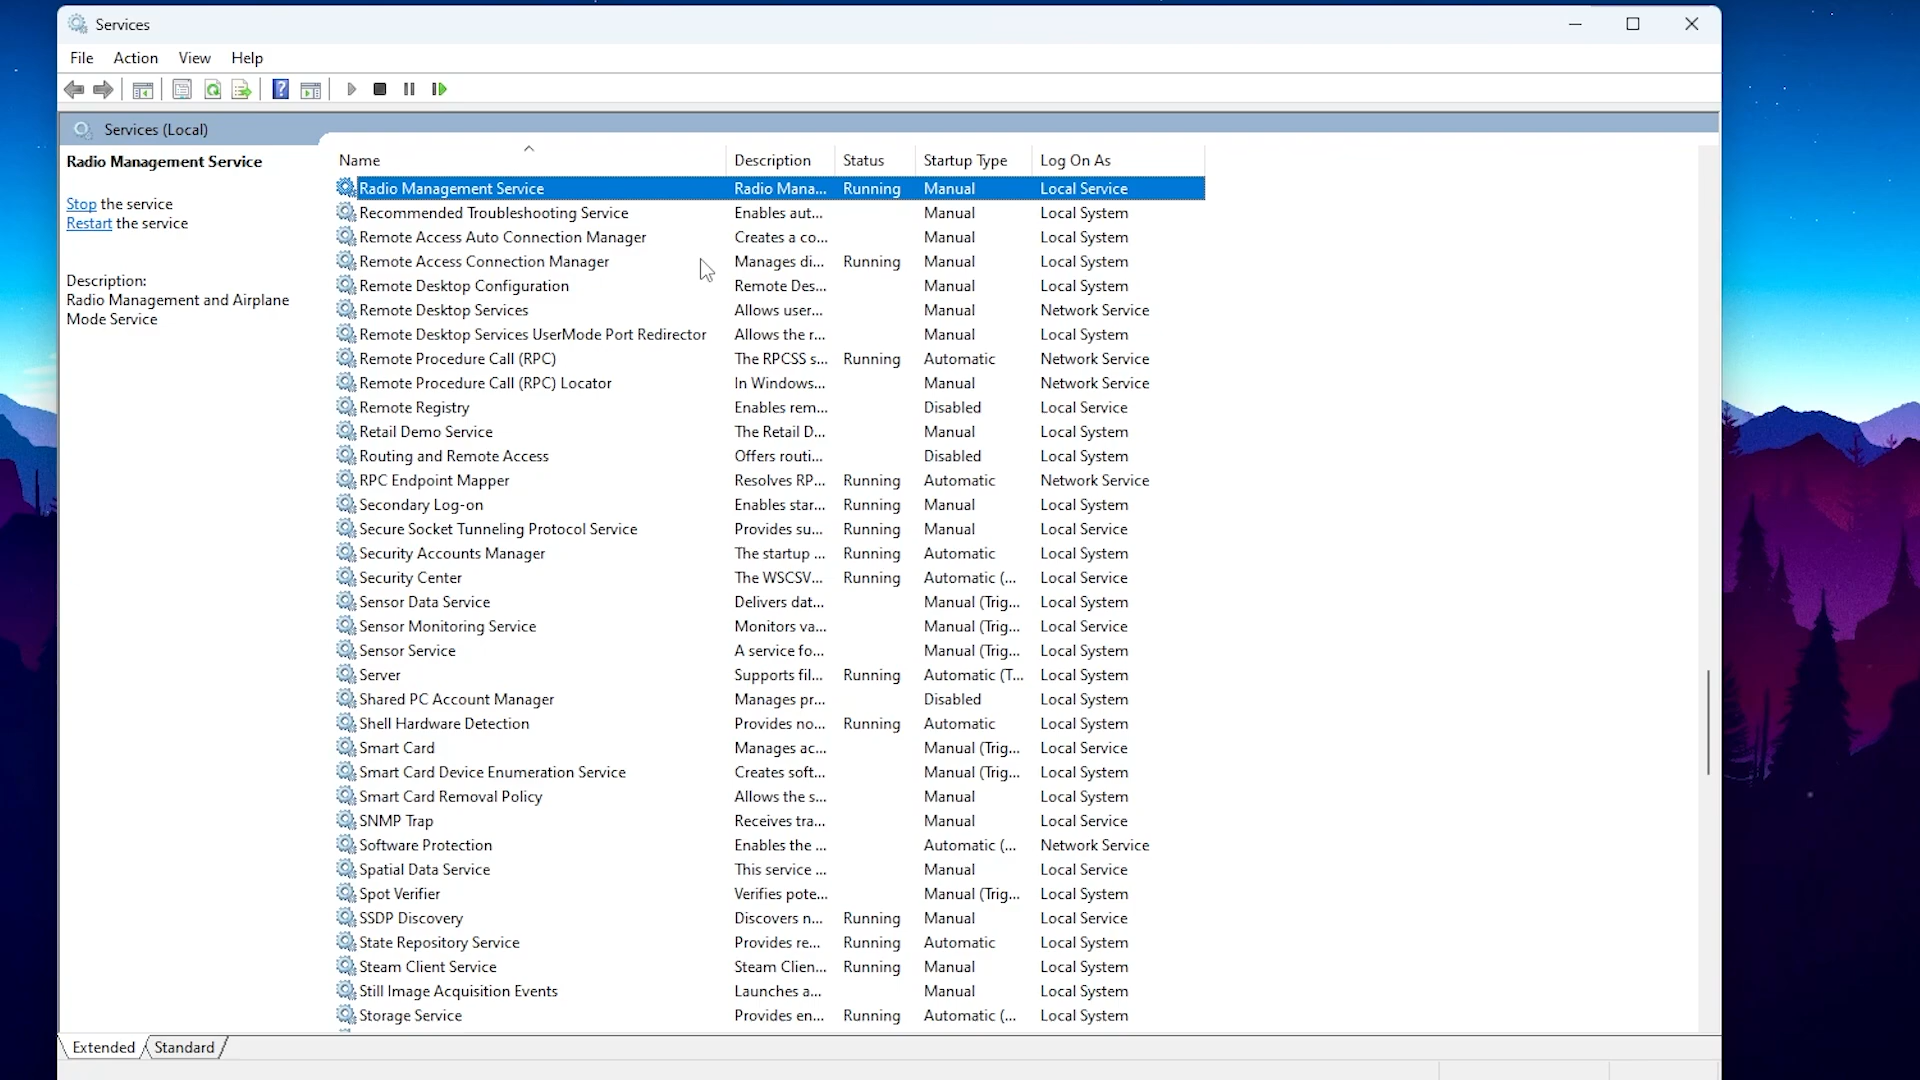 Services
File Action View Help
Services (Local)
Radio Management Service
Stop the service
Restart the service
Description:
Radio Management and Airplane
Mode Service
Name Description Status Startup Type Log On As
Radio Management Service Radio Mana... Running Manual Local Service
Recommended Troubleshooting Service Enables aut... Manual Local System
Remote Access Auto Connection Manager Creates a co... Manual Local System
Remote Access Connection Manager Manages di... Running Manual Local System
Remote Desktop Configuration Remote Des... Manual Local System
Remote Desktop Services Allows user... Manual Network Service
Remote Desktop Services UserMode Port Redirector Allows the r... Manual Local System
Remote Procedure Call (RPC) The RPCSS s... Running Automatic Network Service
Remote Procedure Call (RPC) Locator In Windows... Manual Network Service
Remote Registry Enables rem... Disabled Local Service
Retail Demo Service The Retail D... Manual Local System
Routing and Remote Access Offers routi... Disabled Local System
RPC Endpoint Mapper Resolves RP... Running Automatic Network Service
Secondary Log-on Enables star... Running Manual Local System
Secure Socket Tunneling Protocol Service Provides su... Running Manual Local Service
Security Accounts Manager The startup ... Running Automatic Local System
Security Center The WSCSV... Running Automatic (... Local Service
Sensor Data Service Delivers dat... Manual (Trig... Local System
Sensor Monitoring Service Monitors va... Manual (Trig... Local Service
Sensor Service A service fo... Manual (Trig... Local System
Server Supports fil... Running Automatic (T... Local System
Shared PC Account Manager Manages pr... Disabled Local System
Shell Hardware Detection Provides no... Running Automatic Local System
Smart Card Manages ac... Manual (Trig... Local Service
Smart Card Device Enumeration Service Creates soft... Manual (Trig... Local System
Smart Card Removal Policy Allows the s... Manual Local System
SNMP Trap Receives tra... Manual Local Service
Software Protection Enables the ... Automatic (... Network Service
Spatial Data Service This service ... Manual Local Service
Spot Verifier Verifies pote... Manual (Trig... Local System
SSDP Discovery Discovers n... Running Manual Local Service
State Repository Service Provides re... Running Automatic Local System
Steam Client Service Steam Clien... Running Manual Local System
Still Image Acquisition Events Launches a... Manual Local System
Storage Service Provides en... Running Automatic (... Local System
Extended Standard